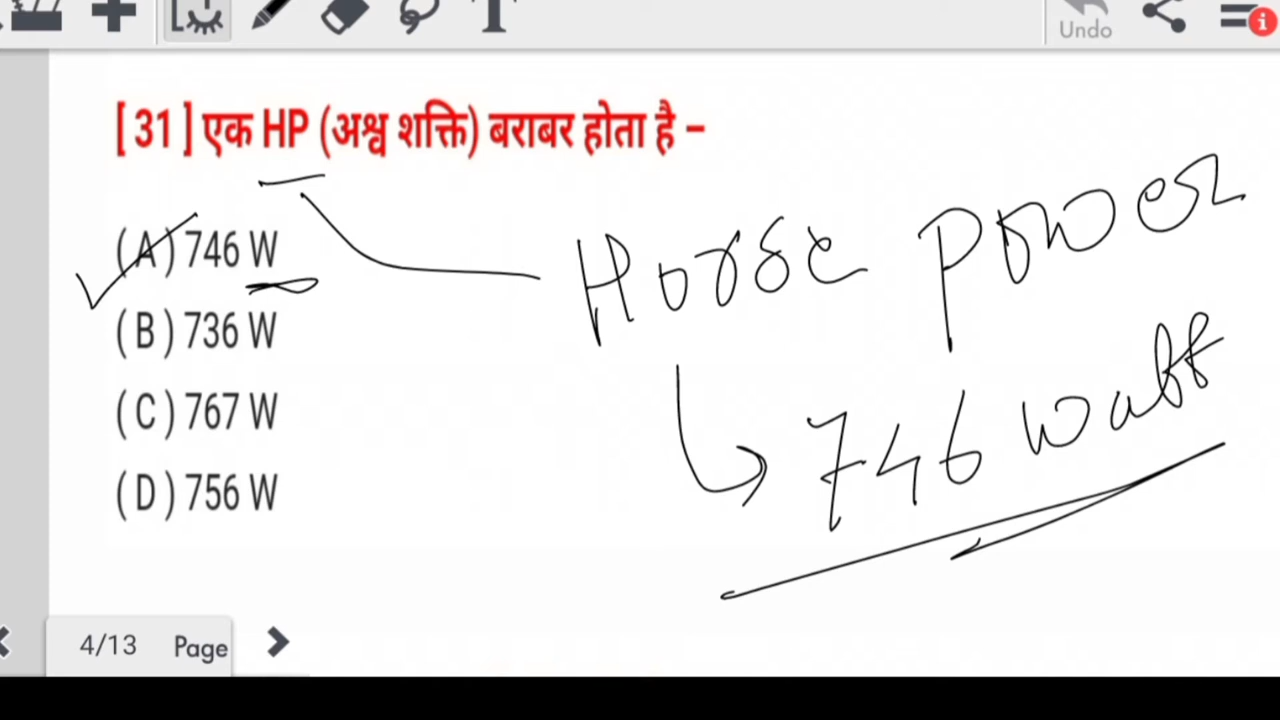 T
Undo
[ 31 ] एक HP (अश्व शक्ति) बराबर होता है –
(A) 746 W
(B) 736 W
(C) 767 W
(D) 756 W
Horse Power
746 watt
4/13 Page